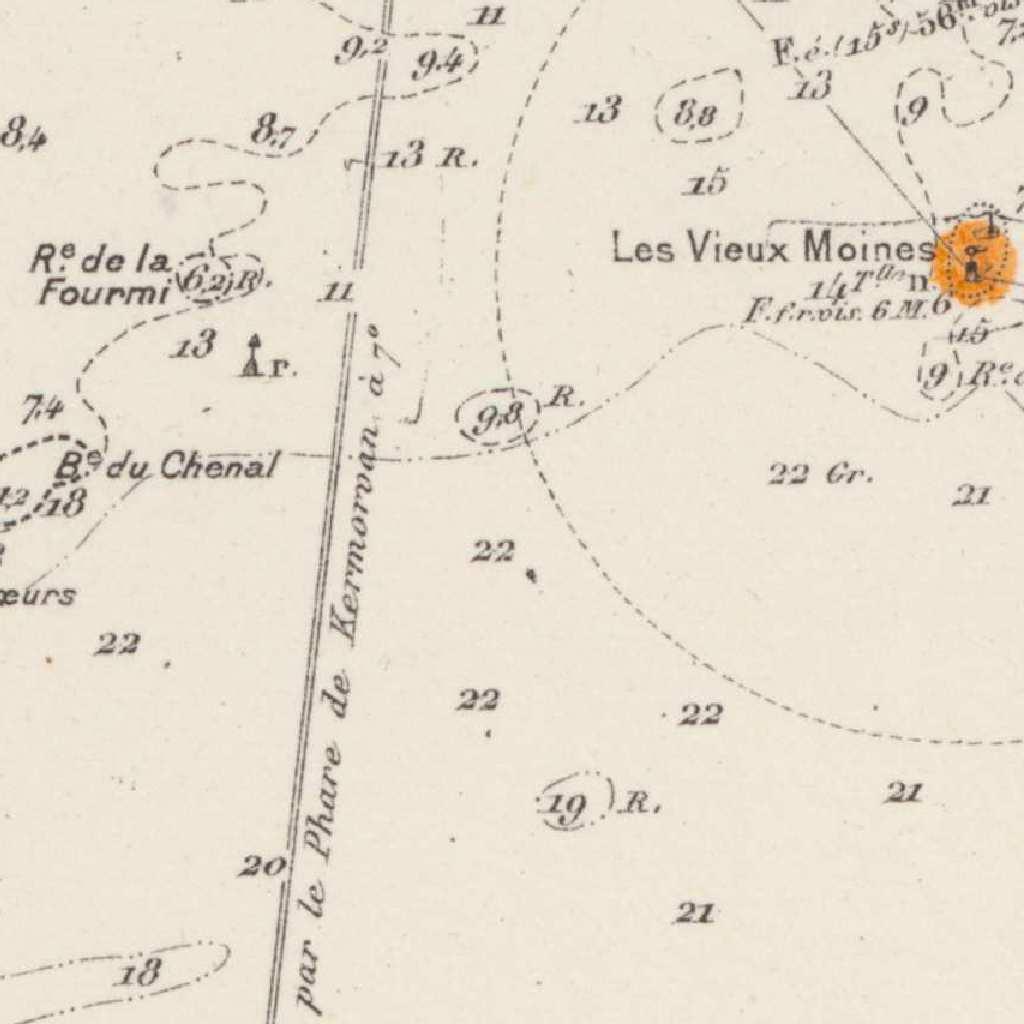 11
9,2
9,4
F.é.(15ˢ)-56ᵐ
13
13
8,8
9
8,4
8,7
13 R.
15
Rᵉ de la
Fourmi
6,2
R.
Les Vieux Moines
11
14
F.f.r.vis. 6 M.
6
13
r.
15
9
7,4
9,8
R.
Bᵉ du Chenal
18
22 Gr.
21
22
œurs
22
22
22
19
R.
21
20
21
18
par le Phare de Kermorvan à 7°